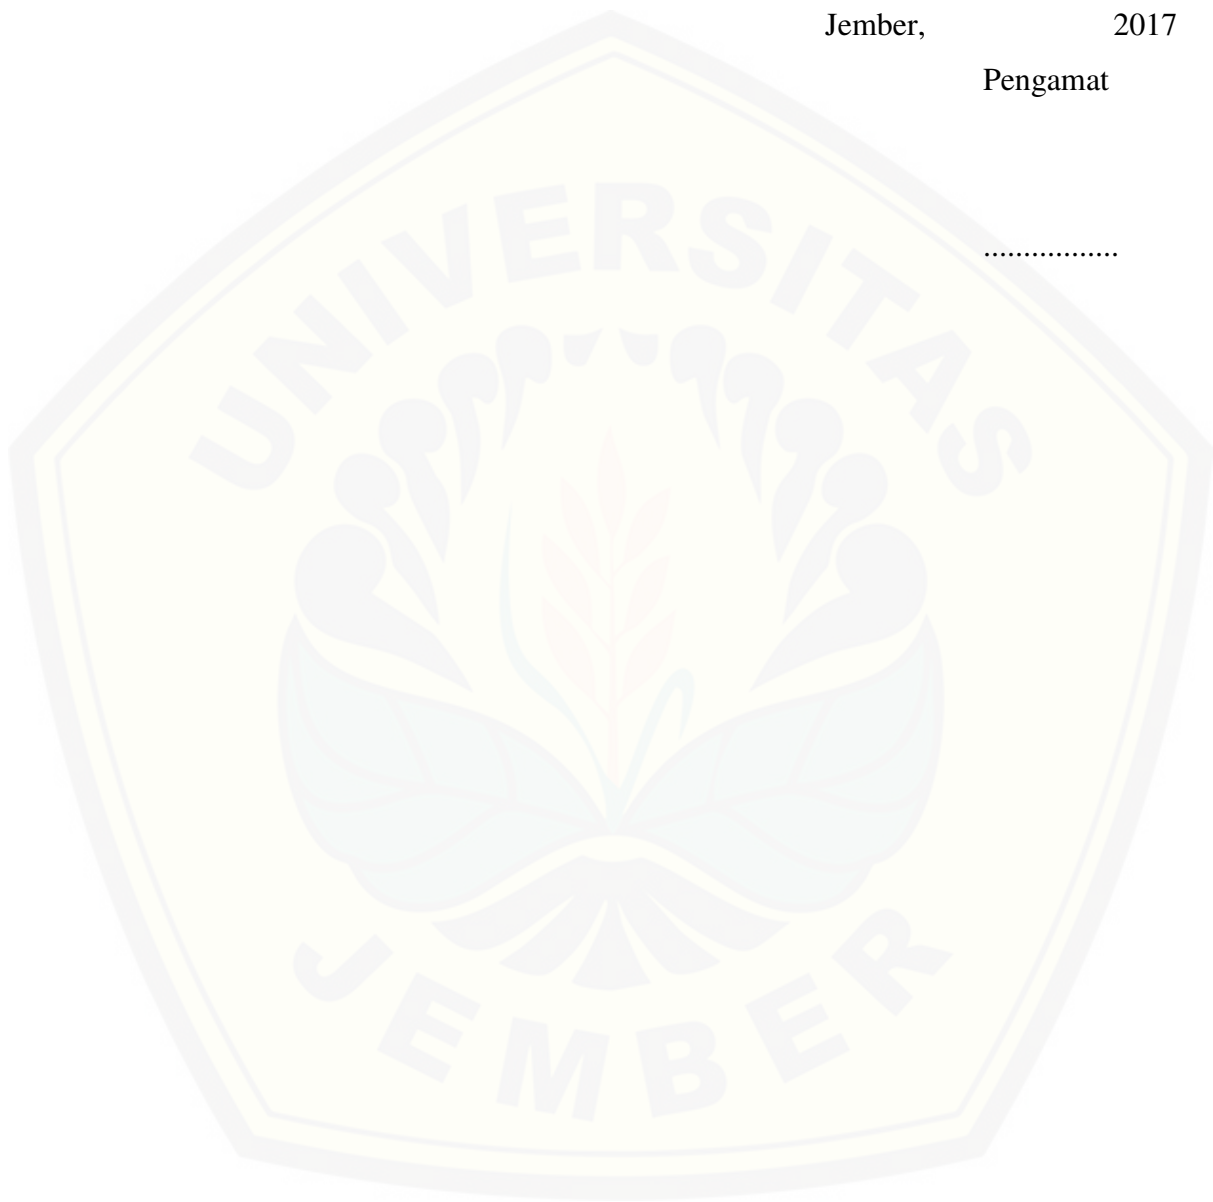 Jember, 2017
Pengamat
.................
UNIVERSITAS
JEMBER